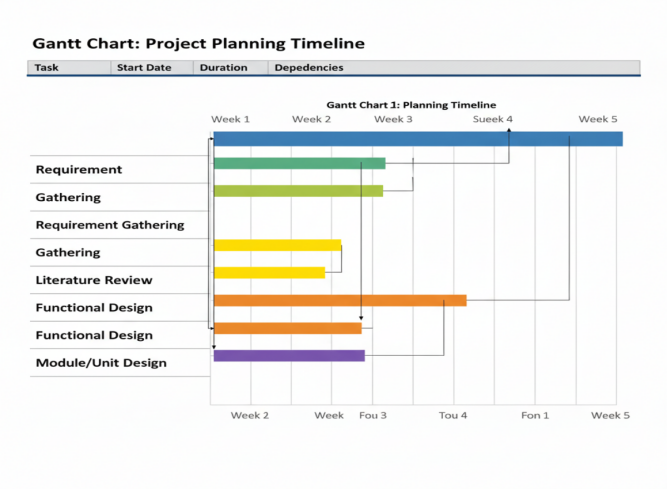 Gantt Chart: Project Planning Timeline
Task Start Date Duration Depedencies
Gantt Chart 1: Planning Timeline
Week 1 Week 2 Week 3 Sueek 4 Week 5
Requirement
Gathering
Requirement Gathering
Gathering
Literature Review
Functional Design
Functional Design
Module/Unit Design
Week 2 Week Fou 3 Tou 4 Fon 1 Week 5